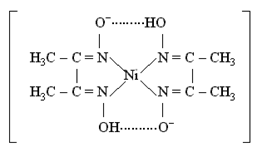 O⁻ ·········· HO
H₃C — C = N N = C — CH₃
Ni
H₃C — C = N N = C — CH₃
OH ·········· O⁻